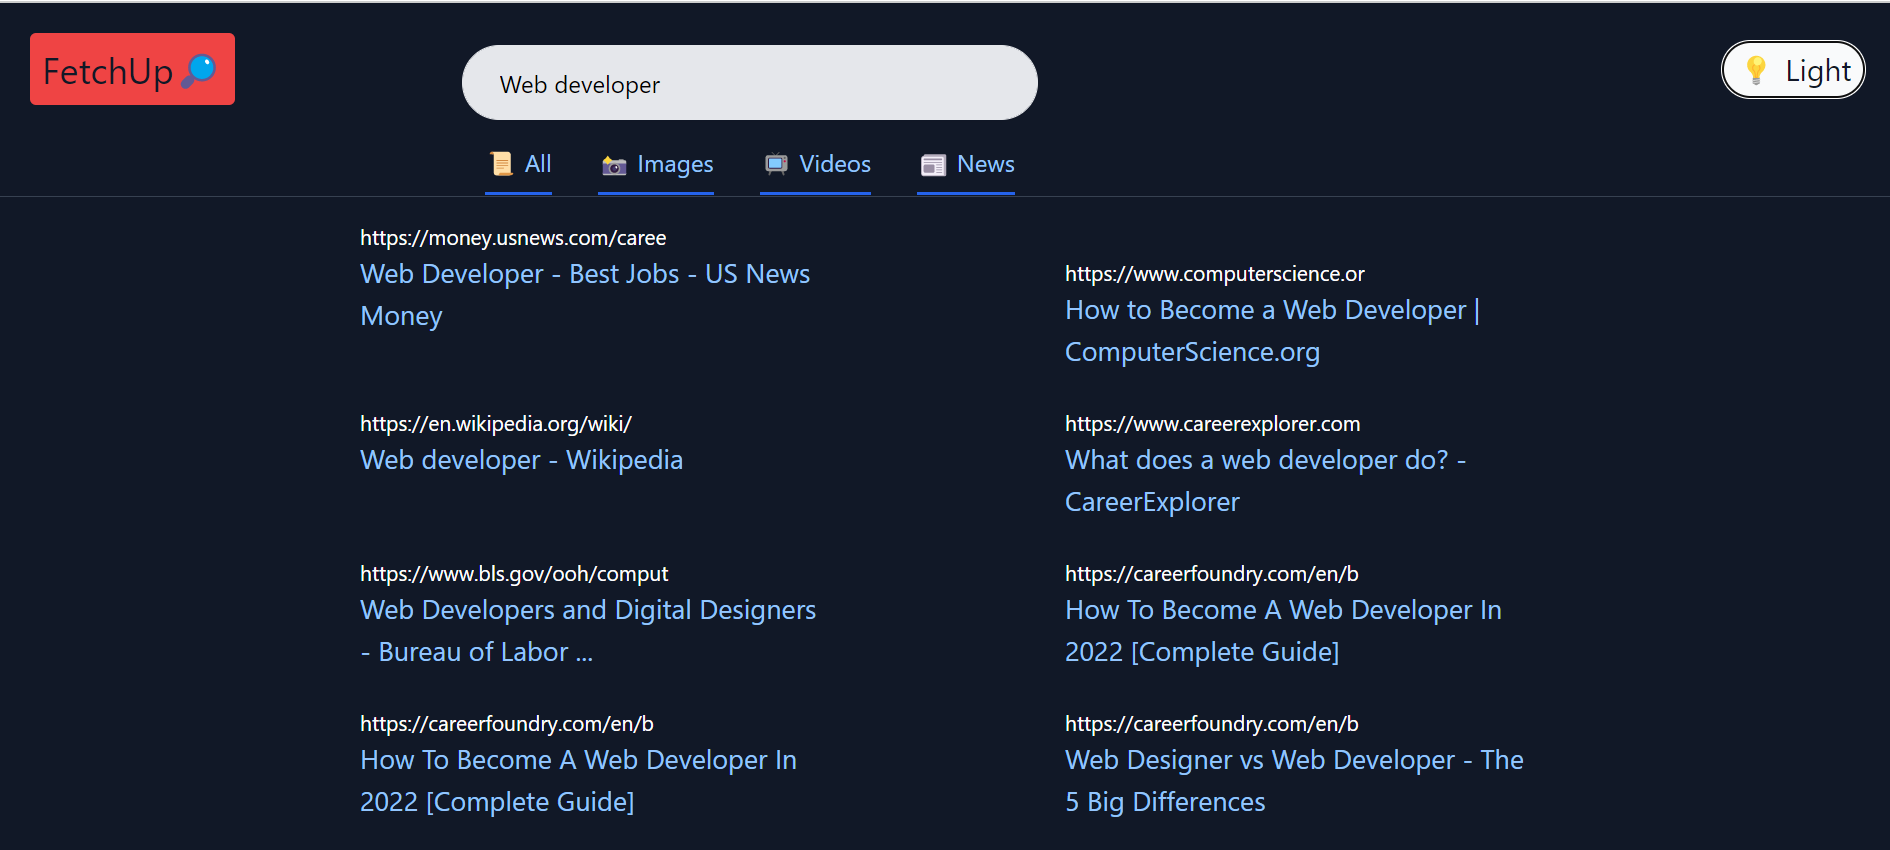 FetchUp
Web developer
Light
All
Images
Videos
News
https://money.usnews.com/caree
Web Developer - Best Jobs - US News
Money
https://www.computerscience.or
How to Become a Web Developer |
ComputerScience.org
https://en.wikipedia.org/wiki/
Web developer - Wikipedia
https://www.careerexplorer.com
What does a web developer do? -
CareerExplorer
https://www.bls.gov/ooh/comput
Web Developers and Digital Designers
- Bureau of Labor ...
https://careerfoundry.com/en/b
How To Become A Web Developer In
2022 [Complete Guide]
https://careerfoundry.com/en/b
How To Become A Web Developer In
2022 [Complete Guide]
https://careerfoundry.com/en/b
Web Designer vs Web Developer - The
5 Big Differences